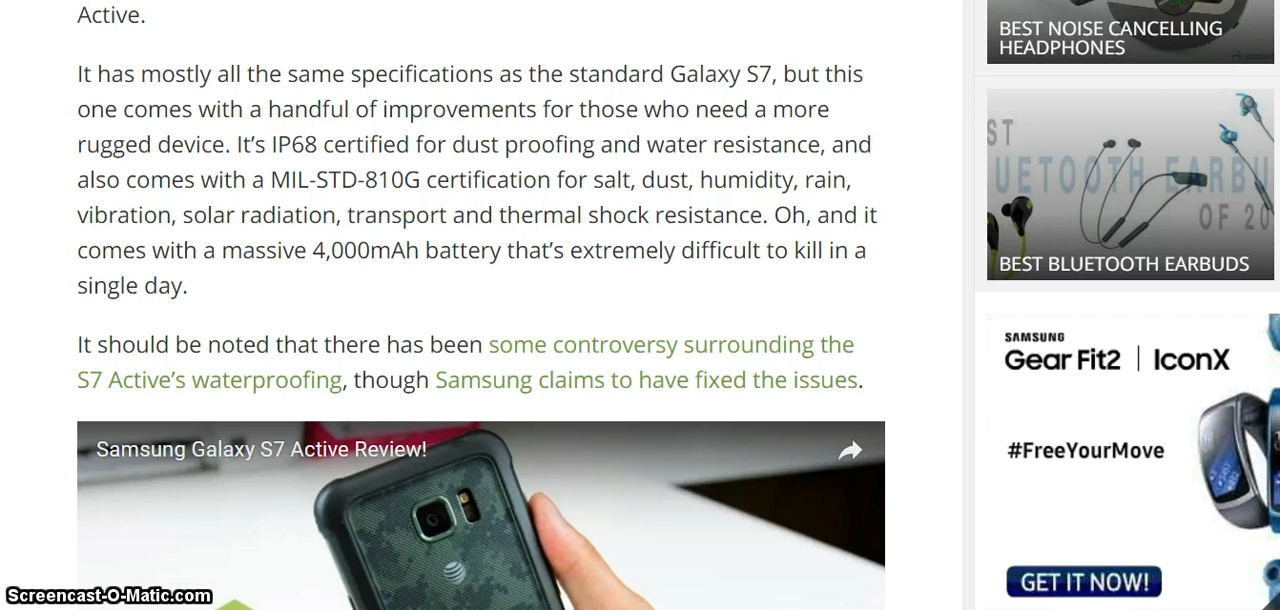 Active.
It has mostly all the same specifications as the standard Galaxy S7, but this
one comes with a handful of improvements for those who need a more
rugged device. It’s IP68 certified for dust proofing and water resistance, and
also comes with a MIL-STD-810G certification for salt, dust, humidity, rain,
vibration, solar radiation, transport and thermal shock resistance. Oh, and it
comes with a massive 4,000mAh battery that’s extremely difficult to kill in a
single day.
It should be noted that there has been some controversy surrounding the
S7 Active’s waterproofing, though Samsung claims to have fixed the issues.
Samsung Galaxy S7 Active Review!
Screencast-O-Matic.com
BEST NOISE CANCELLING
HEADPHONES
ST
UETOOTH EARBU
OF 20
BEST BLUETOOTH EARBUDS
SAMSUNG
Gear Fit2 | IconX
#FreeYourMove
GET IT NOW!